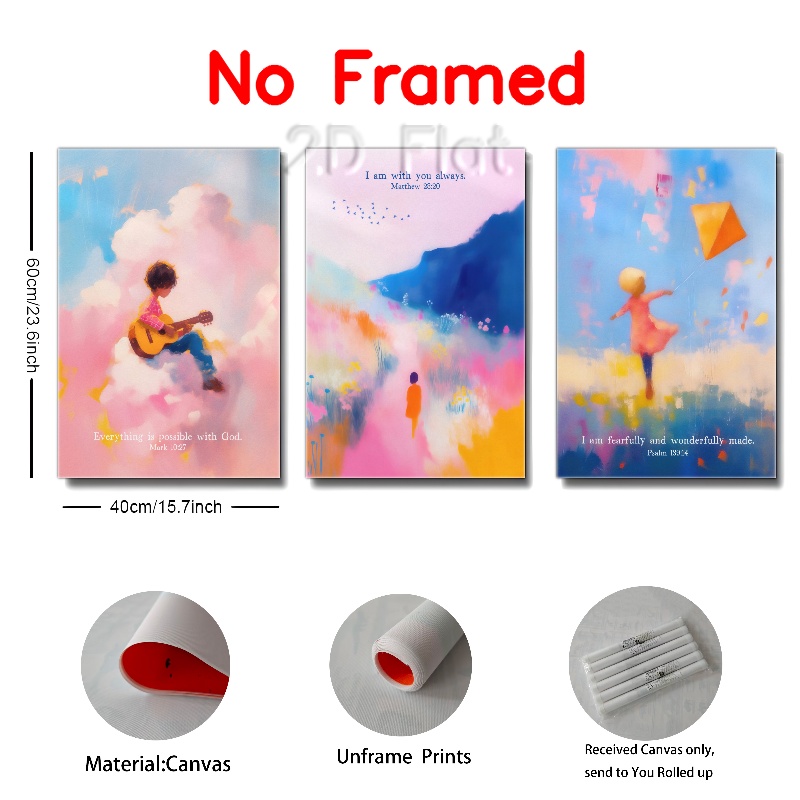 No Framed
2D Flat
I am with you always.
Matthew 28:20
Everything is possible with God.
Mark 10:27
I am fearfully and wonderfully made.
Psalm 139:14
60cm/23.6inch
40cm/15.7inch
Material:Canvas
Unframe Prints
Received Canvas only,
send to You Rolled up